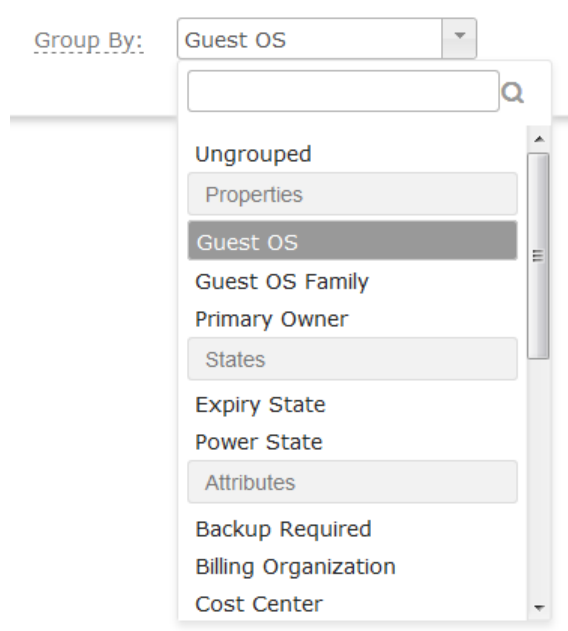 Group By: Guest OS
Ungrouped
Properties
Guest OS
Guest OS Family
Primary Owner
States
Expiry State
Power State
Attributes
Backup Required
Billing Organization
Cost Center